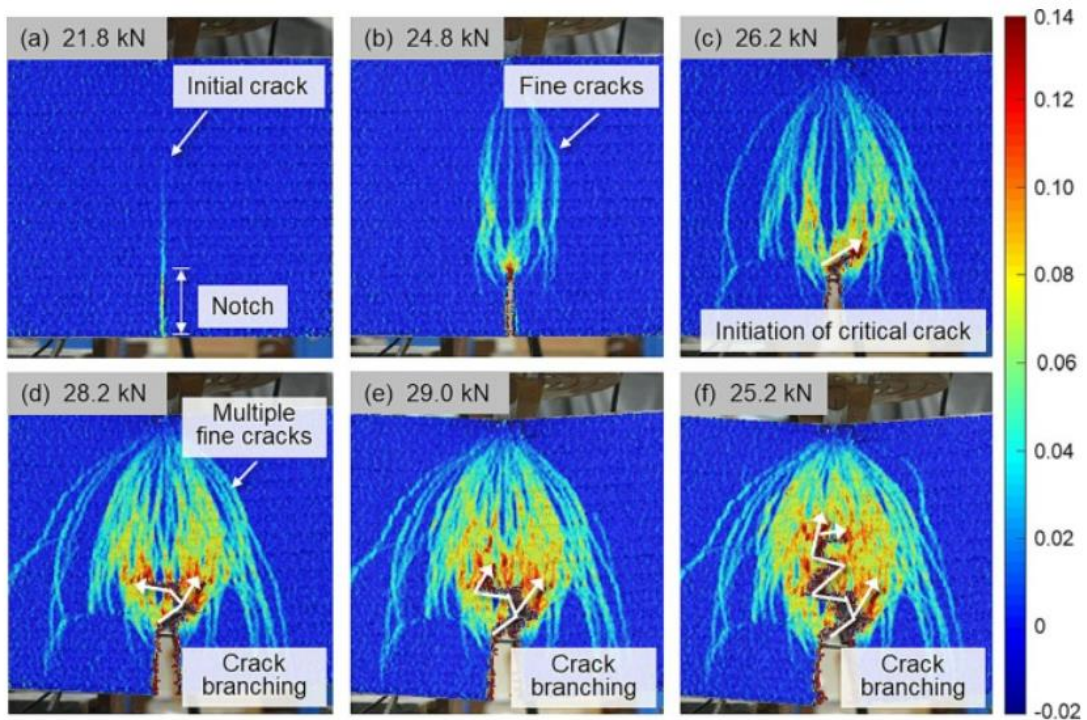 (a) 21.8 kN
Initial crack
Notch
(b) 24.8 kN
Fine cracks
(c) 26.2 kN
Initiation of critical crack
(d) 28.2 kN
Multiple
fine cracks
Crack
branching
(e) 29.0 kN
Crack
branching
(f) 25.2 kN
Crack
branching
0.14
0.12
0.10
0.08
0.06
0.04
0.02
0
-0.02